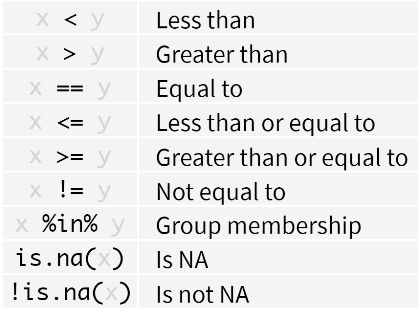 x < y Less than
x > y Greater than
x == y Equal to
x <= y Less than or equal to
x >= y Greater than or equal to
x != y Not equal to
x %in% y Group membership
is.na(x) Is NA
!is.na(x) Is not NA